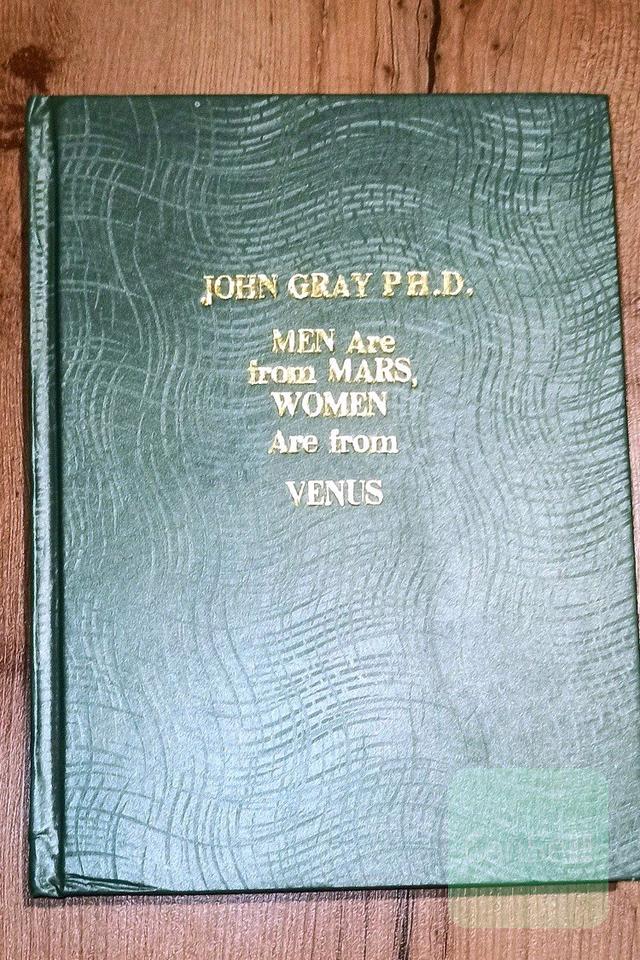 JOHN GRAY PH.D.
MEN Are
from MARS,
WOMEN
Are from
VENUS